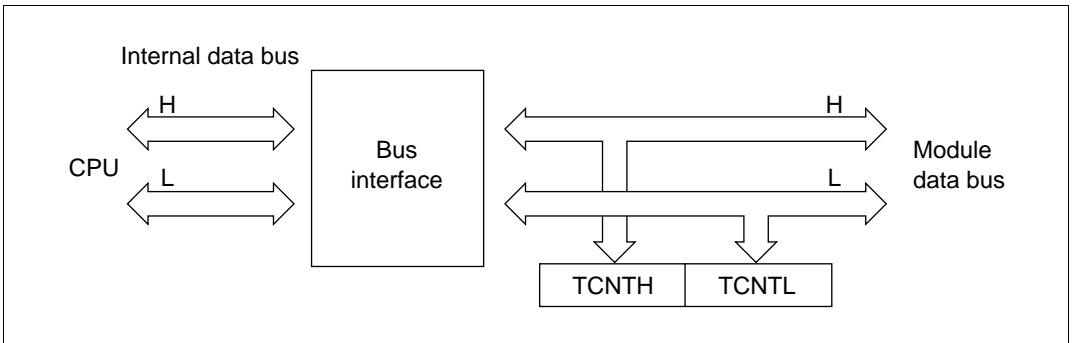 Internal data bus
H
H
CPU
Bus
interface
Module
data bus
L
L
TCNTH
TCNTL